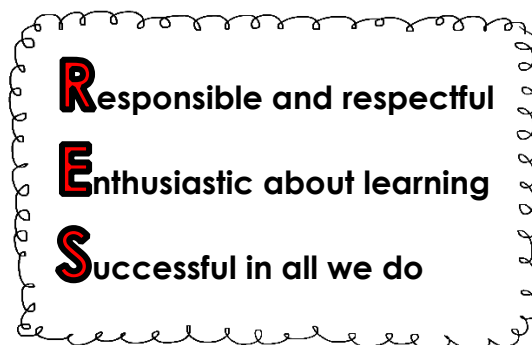 Responsible and respectful
Enthusiastic about learning
Successful in all we do